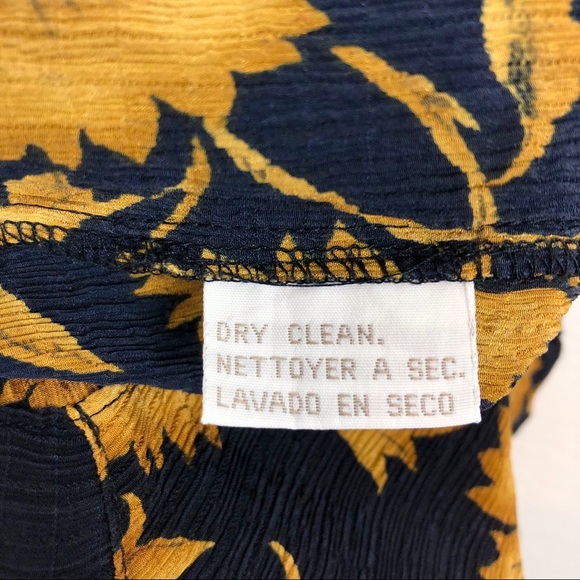 DRY CLEAN.
NETTOYER A SEC.
LAVADO EN SECO